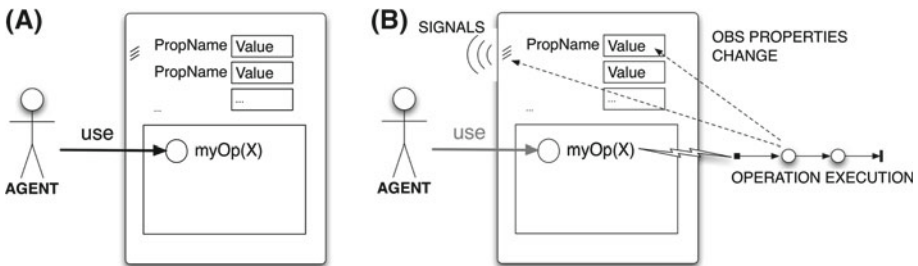 (A)
PropName Value
PropName Value
...
...
use
myOp(X)
AGENT
(B)
SIGNALS
PropName Value
Value
...
...
OBS PROPERTIES
CHANGE
use
myOp(X)
AGENT
OPERATION EXECUTION